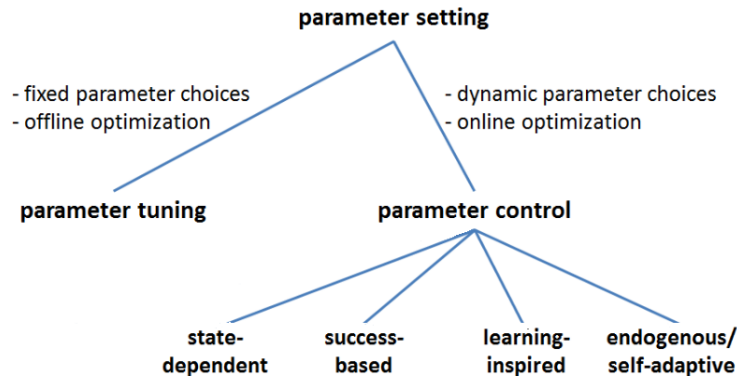 parameter setting
- fixed parameter choices
- offline optimization
- dynamic parameter choices
- online optimization
parameter tuning
parameter control
state-
dependent
success-
based
learning-
inspired
endogenous/
self-adaptive